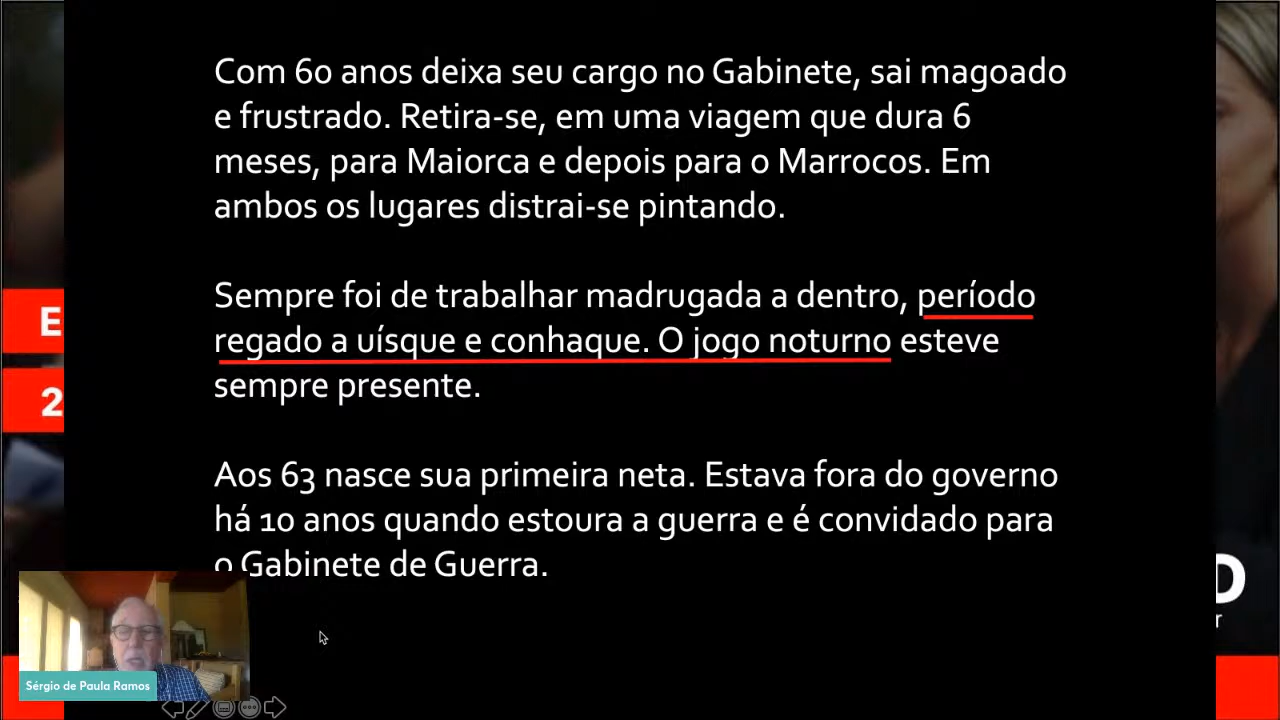 Com 60 anos deixa seu cargo no Gabinete, sai magoado
e frustrado. Retira-se, em uma viagem que dura 6
meses, para Maiorca e depois para o Marrocos. Em
ambos os lugares distrai-se pintando.
Sempre foi de trabalhar madrugada a dentro, período
regado a uísque e conhaque. O jogo noturno esteve
sempre presente.
Aos 63 nasce sua primeira neta. Estava fora do governo
há 10 anos quando estoura a guerra e é convidado para
o Gabinete de Guerra.
E
2
D
r
Sérgio de Paula Ramos